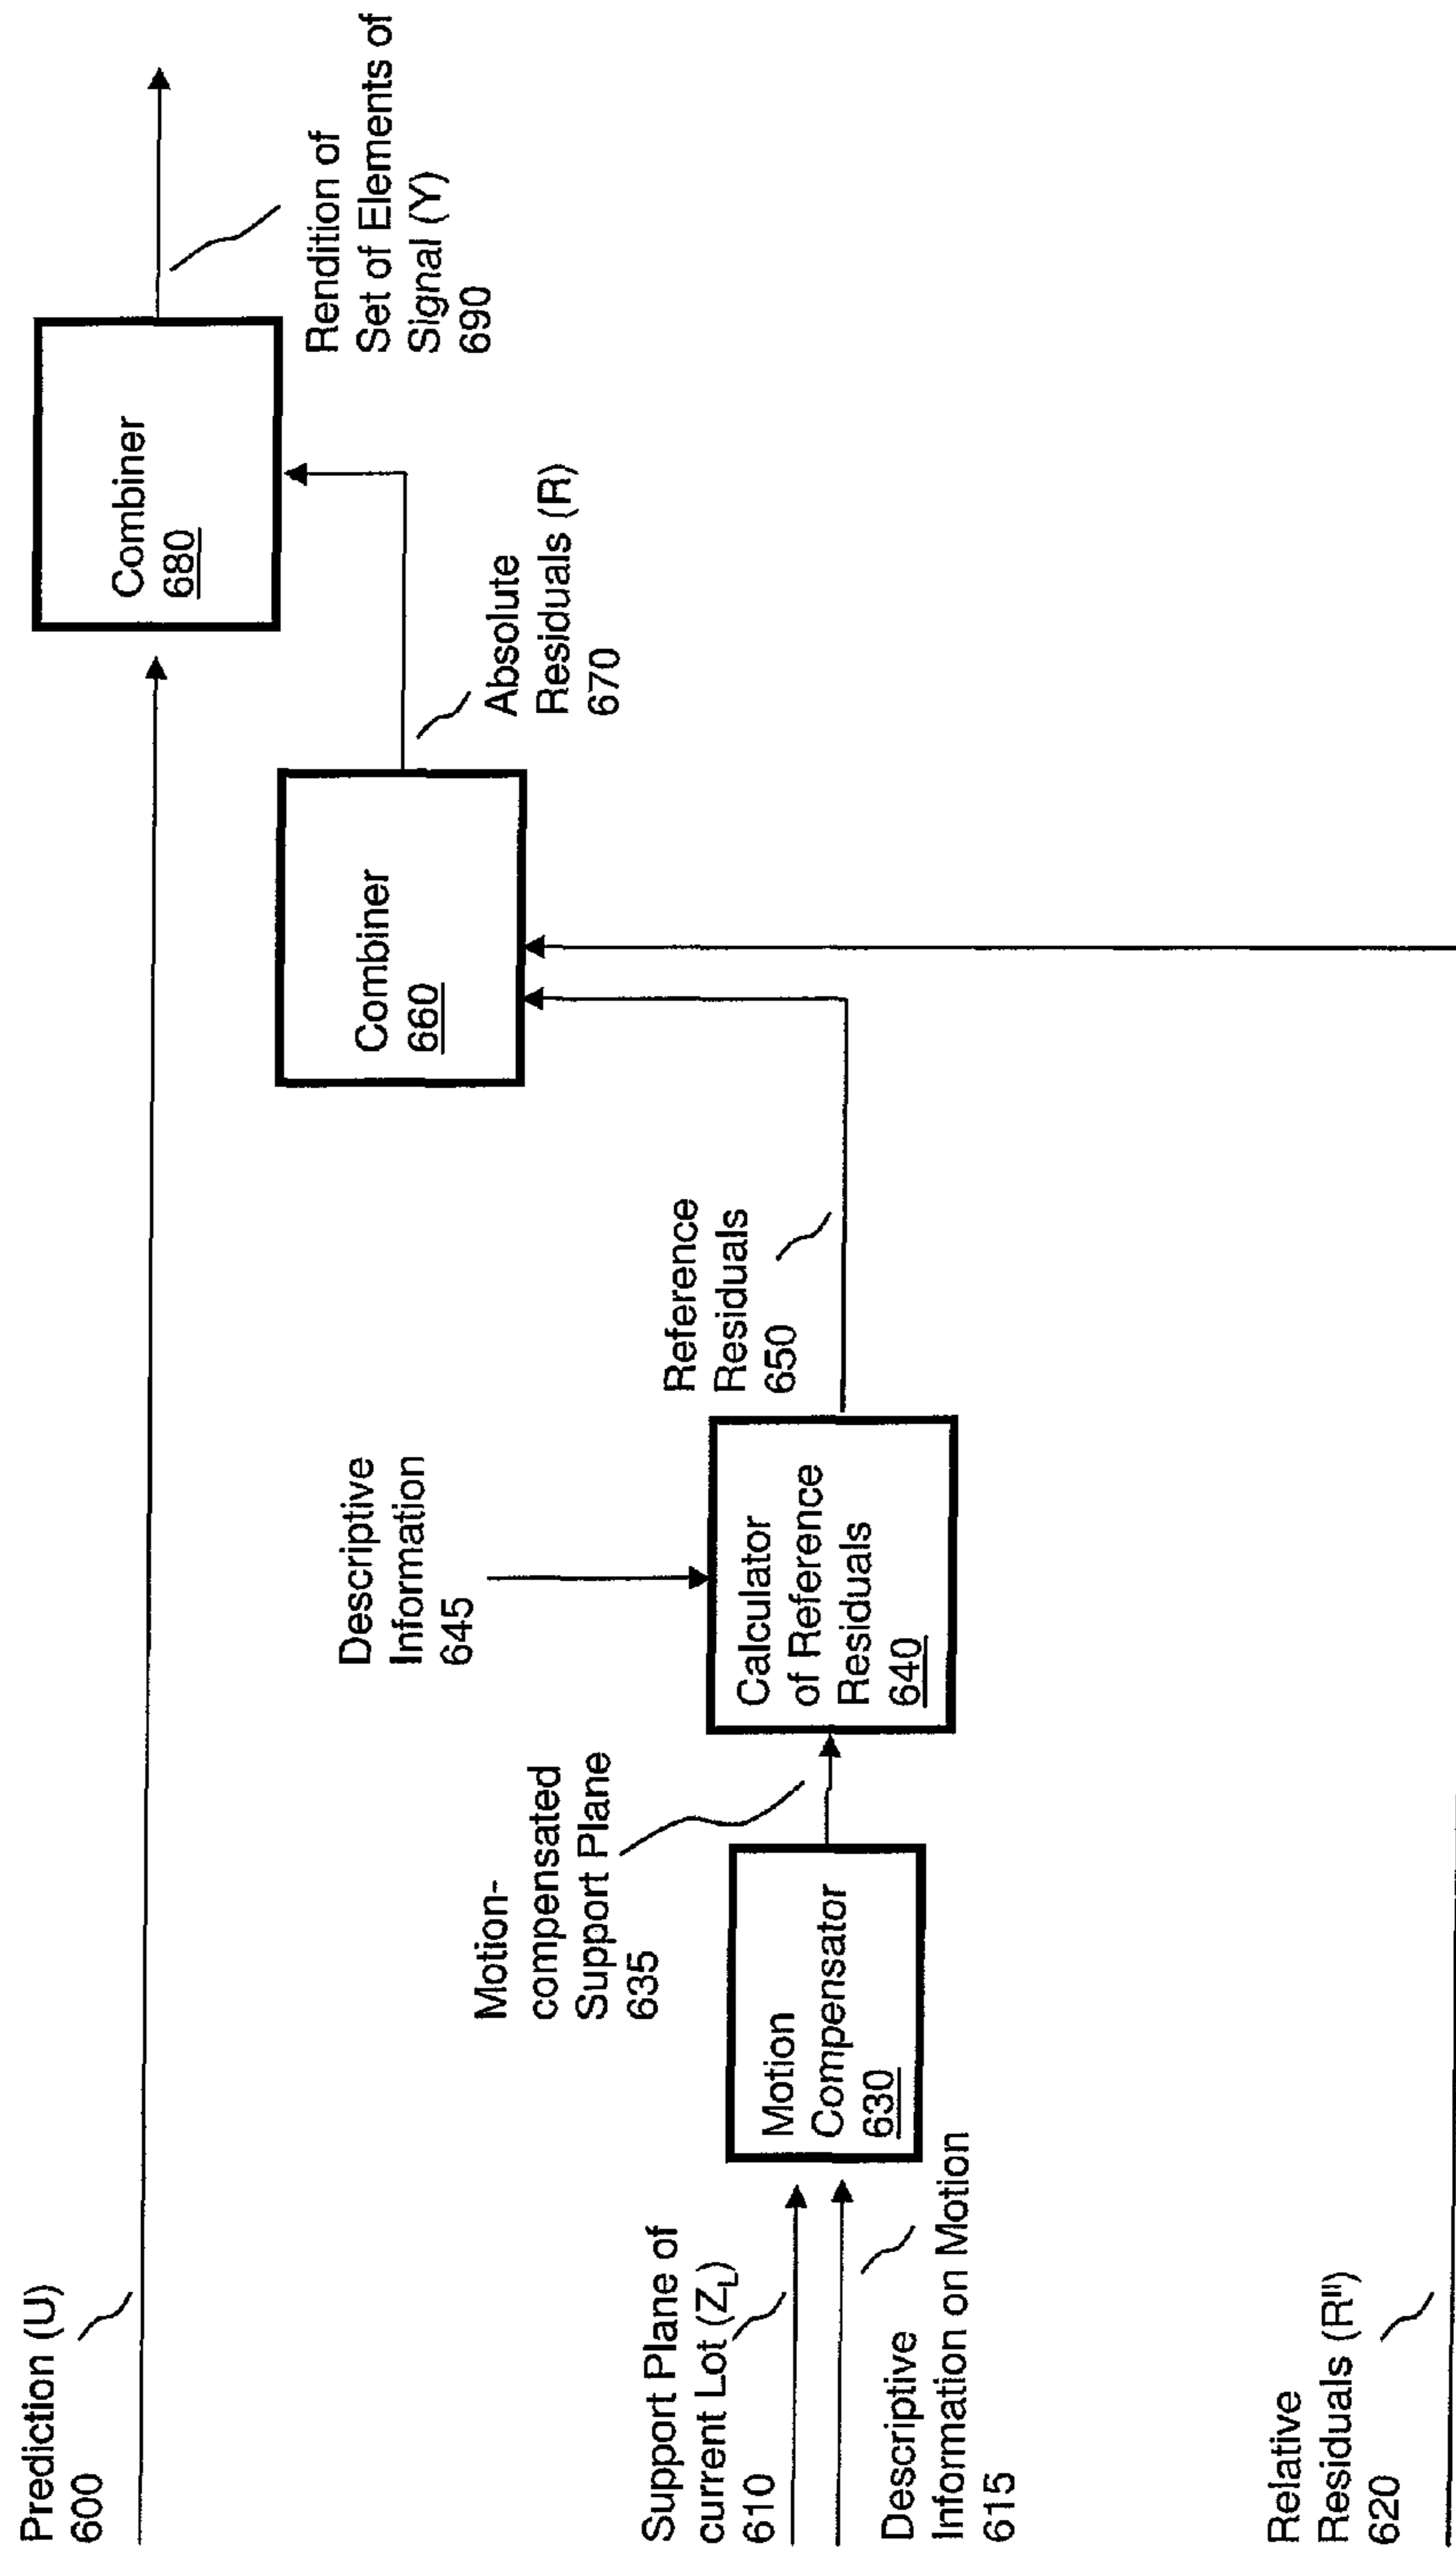 Prediction (U)
600
Support Plane of
current Lot (ZL)
610
Descriptive
Information on Motion
615
Relative
Residuals (RII)
620
Motion
Compensator
630
Motion-
compensated
Support Plane
635
Descriptive
Information
645
Calculator
of Reference
Residuals
640
Reference
Residuals
650
Combiner
660
Absolute
Residuals (R)
670
Combiner
680
Rendition of
Set of Elements of
Signal (Y)
690